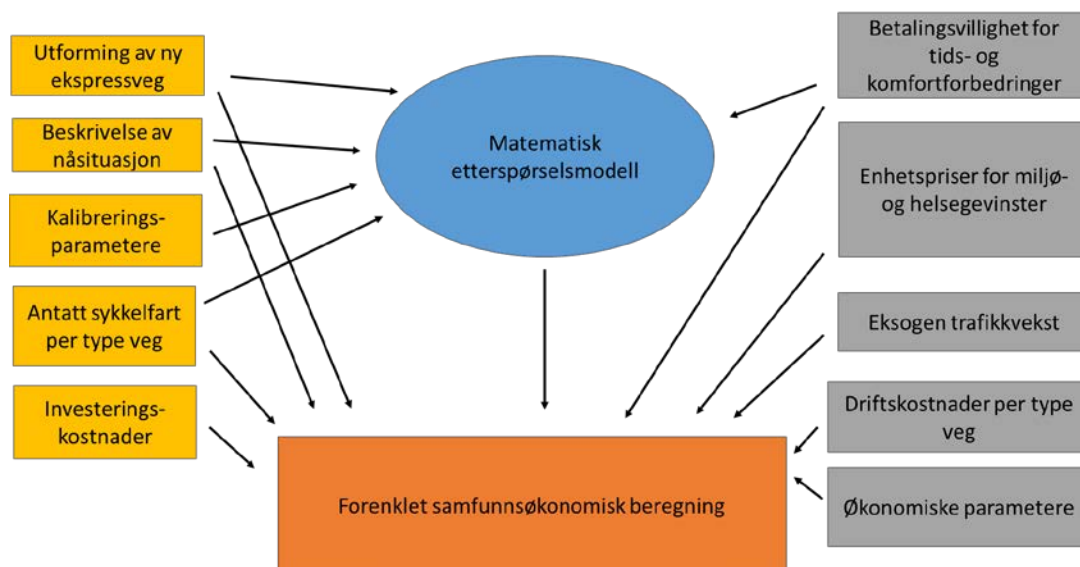 Utforming av ny
ekspressveg
Beskrivelse av
nåsituasjon
Kalibrerings-
parametere
Antatt sykkelfart
per type veg
Investerings-
kostnader
Matematisk
etterspørselsmodell
Forenklet samfunnsøkonomisk beregning
Betalingsvillighet for
tids- og
komfortforbedringer
Enhetspriser for miljø-
og helsegevinster
Eksogen trafikkvekst
Driftskostnader per type
veg
Økonomiske parametere